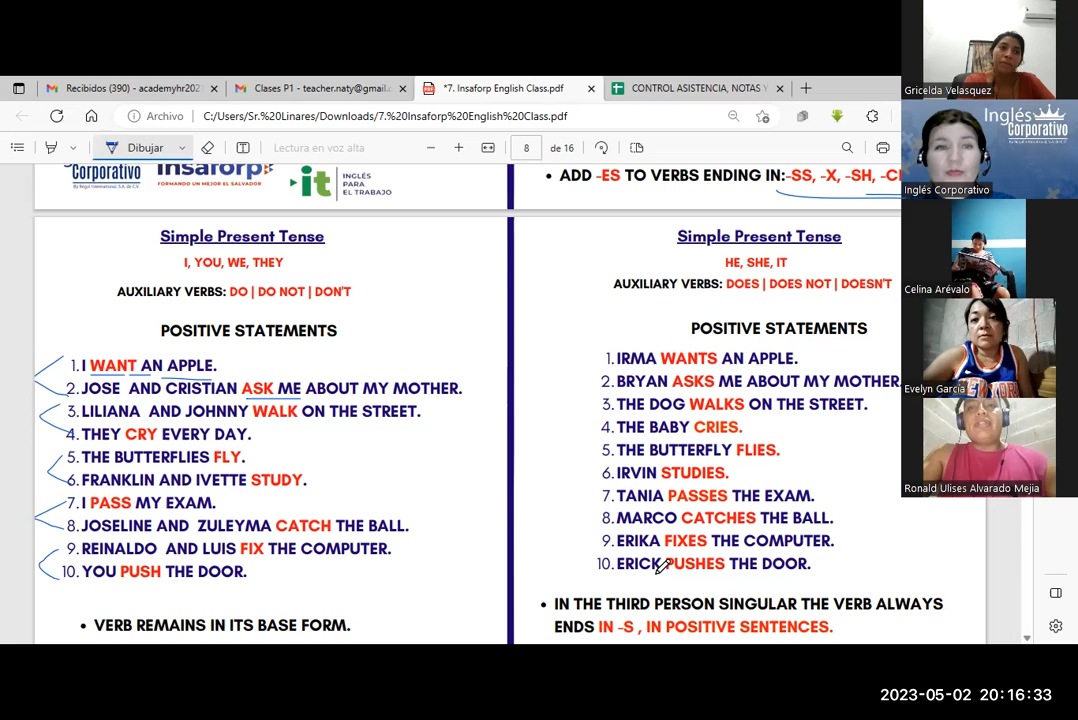 Recibidos (390) - academyhr202
Clases P1 - teacher.naty@gmail.c
*7. Insaforp English Class.pdf
CONTROL ASISTENCIA, NOTAS Y
Archivo
C:/Users/Sr.%20Linares/Downloads/7.%20Insaforp%20English%20Class.pdf
Dibujar
Lectura en voz alta
8
de 16
Corporativo
By Regal International, S.A. de C.V.
insaforp
FORMANDO UN MEJOR EL SALVADOR
it
INGLÉS
PARA
EL TRABAJO
• ADD -ES TO VERBS ENDING IN:-SS, -X, -SH, -C
Simple Present Tense
I, YOU, WE, THEY
AUXILIARY VERBS: DO | DO NOT | DON'T
POSITIVE STATEMENTS
1. I WANT AN APPLE.
2. JOSE AND CRISTIAN ASK ME ABOUT MY MOTHER.
3. LILIANA AND JOHNNY WALK ON THE STREET.
4. THEY CRY EVERY DAY.
5. THE BUTTERFLIES FLY.
6. FRANKLIN AND IVETTE STUDY.
7. I PASS MY EXAM.
8. JOSELINE AND ZULEYMA CATCH THE BALL.
9. REINALDO AND LUIS FIX THE COMPUTER.
10. YOU PUSH THE DOOR.
• VERB REMAINS IN ITS BASE FORM.
Simple Present Tense
HE, SHE, IT
AUXILIARY VERBS: DOES | DOES NOT | DOESN'T
POSITIVE STATEMENTS
1. IRMA WANTS AN APPLE.
2. BRYAN ASKS ME ABOUT MY MOTHER.
3. THE DOG WALKS ON THE STREET.
4. THE BABY CRIES.
5. THE BUTTERFLY FLIES.
6. IRVIN STUDIES.
7. TANIA PASSES THE EXAM.
8. MARCO CATCHES THE BALL.
9. ERIKA FIXES THE COMPUTER.
10. ERICK PUSHES THE DOOR.
• IN THE THIRD PERSON SINGULAR THE VERB ALWAYS
ENDS IN -S , IN POSITIVE SENTENCES.
Gricelda Velasquez
Inglés
Corporativo
Inglés Corporativo
Celina Arévalo
Evelyn García
Ronald Ulises Alvarado Mejia
2023-05-02 20:16:33